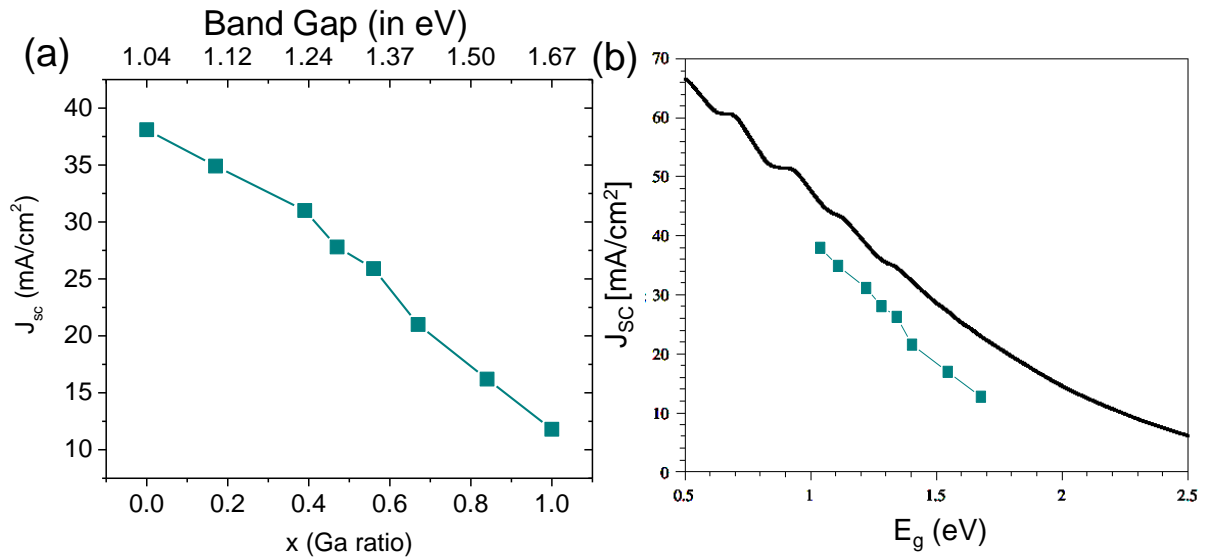 Band Gap (in eV)
(a)
1.04 1.12 1.24 1.37 1.50 1.67
40
35
30
25
20
15
10
J_sc (mA/cm²)
0.0 0.2 0.4 0.6 0.8 1.0
x (Ga ratio)
(b)
70
60
50
40
30
20
10
0
J_SC [mA/cm²]
0.5 1 1.5 2 2.5
E_g (eV)